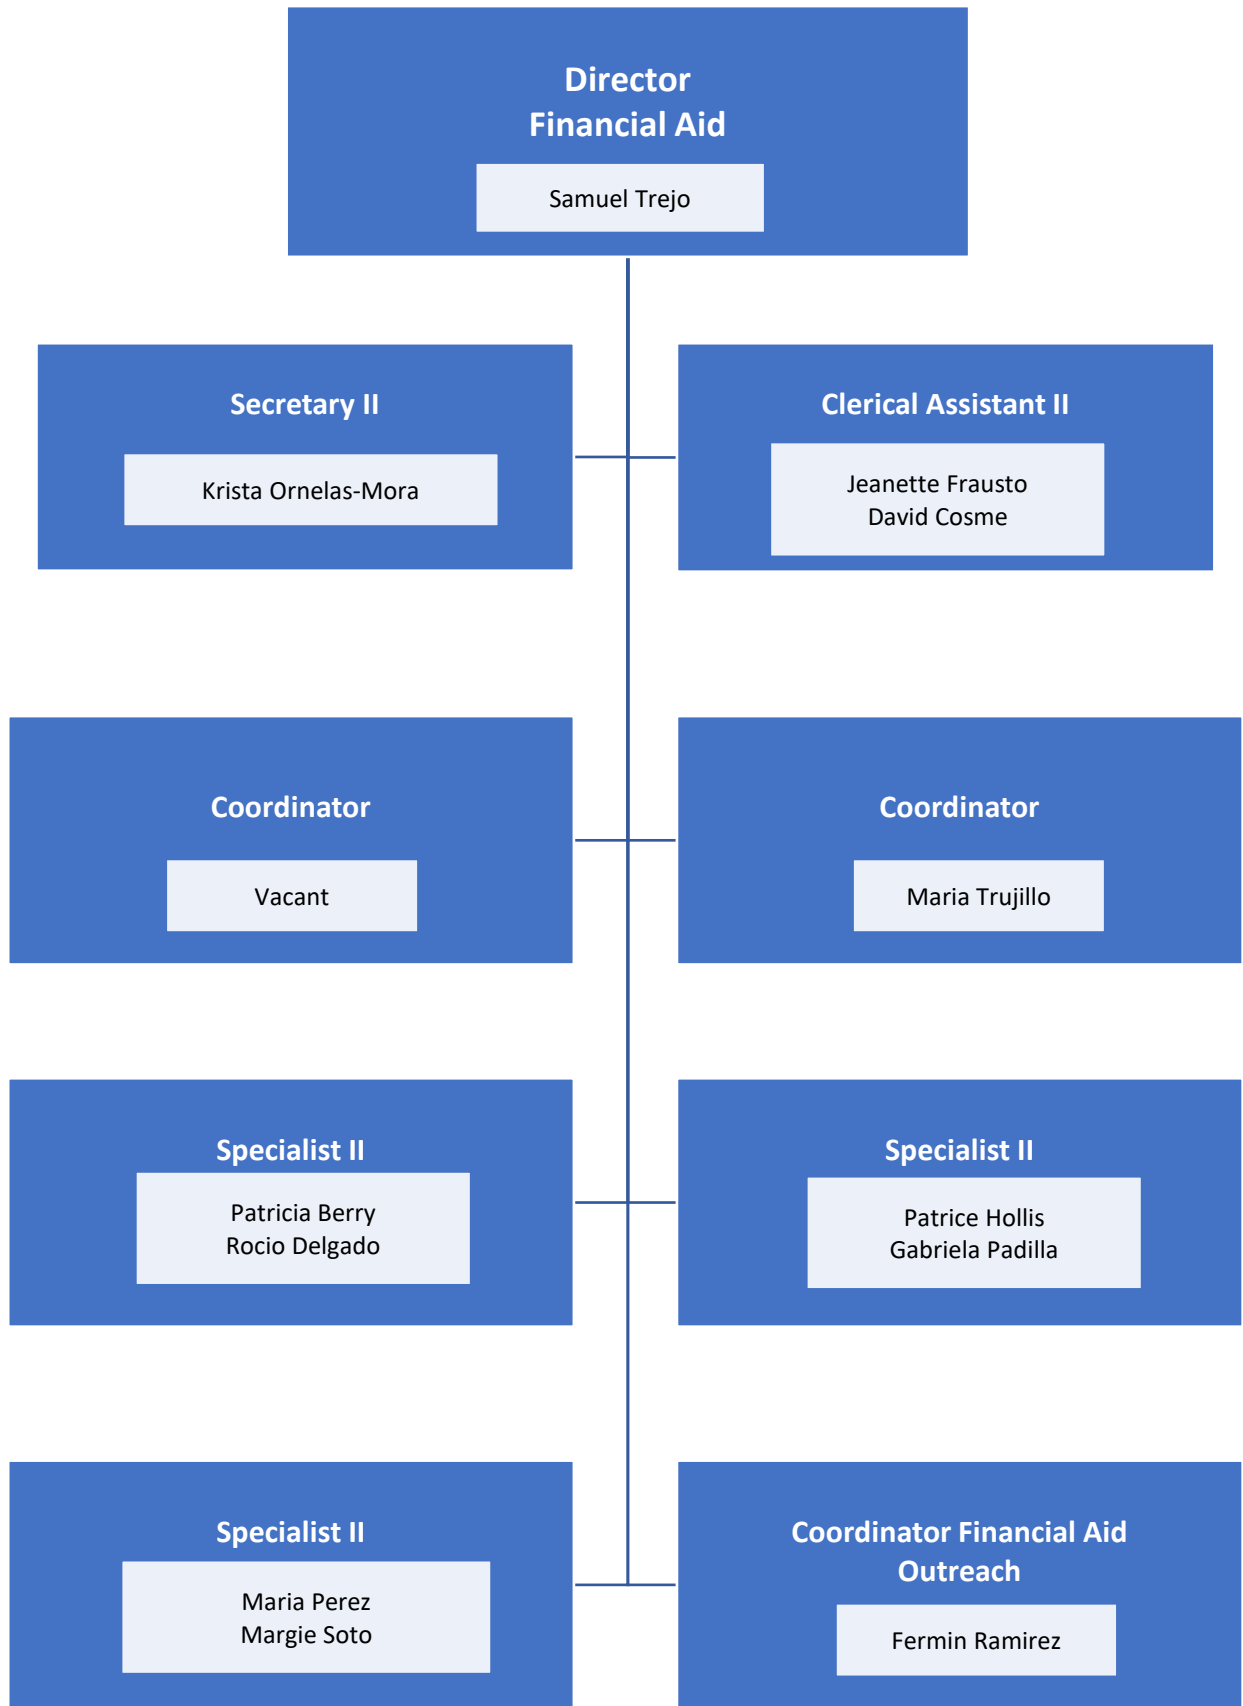 Director
Financial Aid
Samuel Trejo
Secretary II
Krista Ornelas-Mora
Clerical Assistant II
Jeanette Frausto
David Cosme
Coordinator
Vacant
Coordinator
Maria Trujillo
Specialist II
Patricia Berry
Rocio Delgado
Specialist II
Patrice Hollis
Gabriela Padilla
Specialist II
Maria Perez
Margie Soto
Coordinator Financial Aid
Outreach
Fermin Ramirez